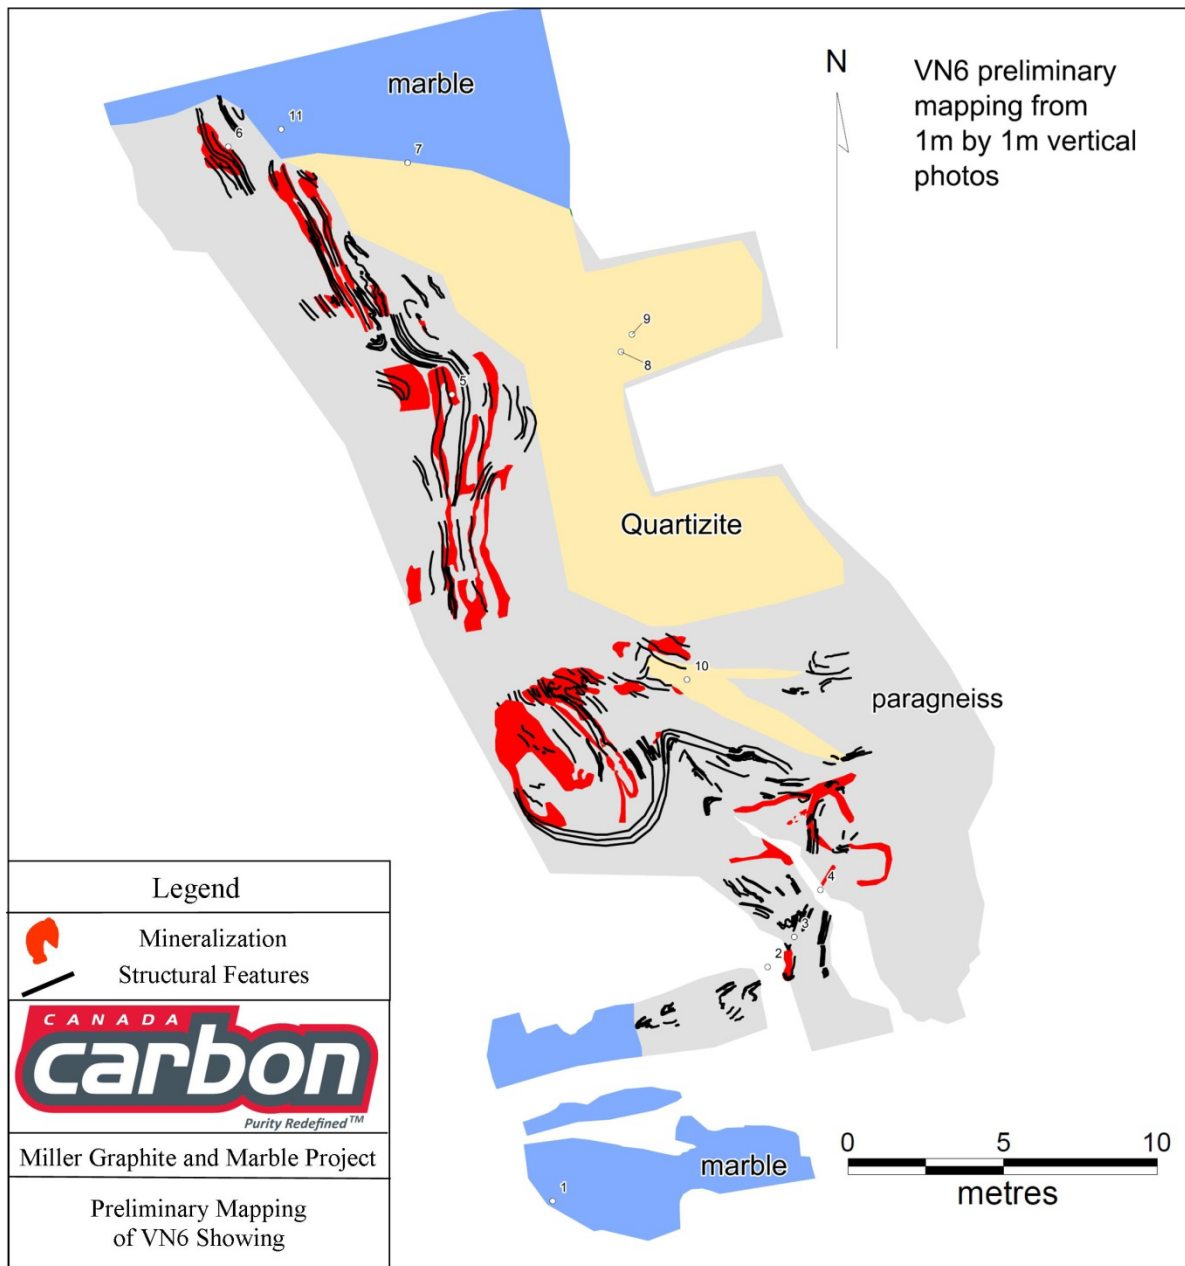 marble
N
VN6 preliminary
mapping from
1m by 1m vertical
photos
11
6
7
9
8
5
Quartizite
10
paragneiss
4
3
2
1
marble
0 5 10
metres
Legend
Mineralization
Structural Features
CANADA
carbon
Purity Redefined™
Miller Graphite and Marble Project
Preliminary Mapping
of VN6 Showing